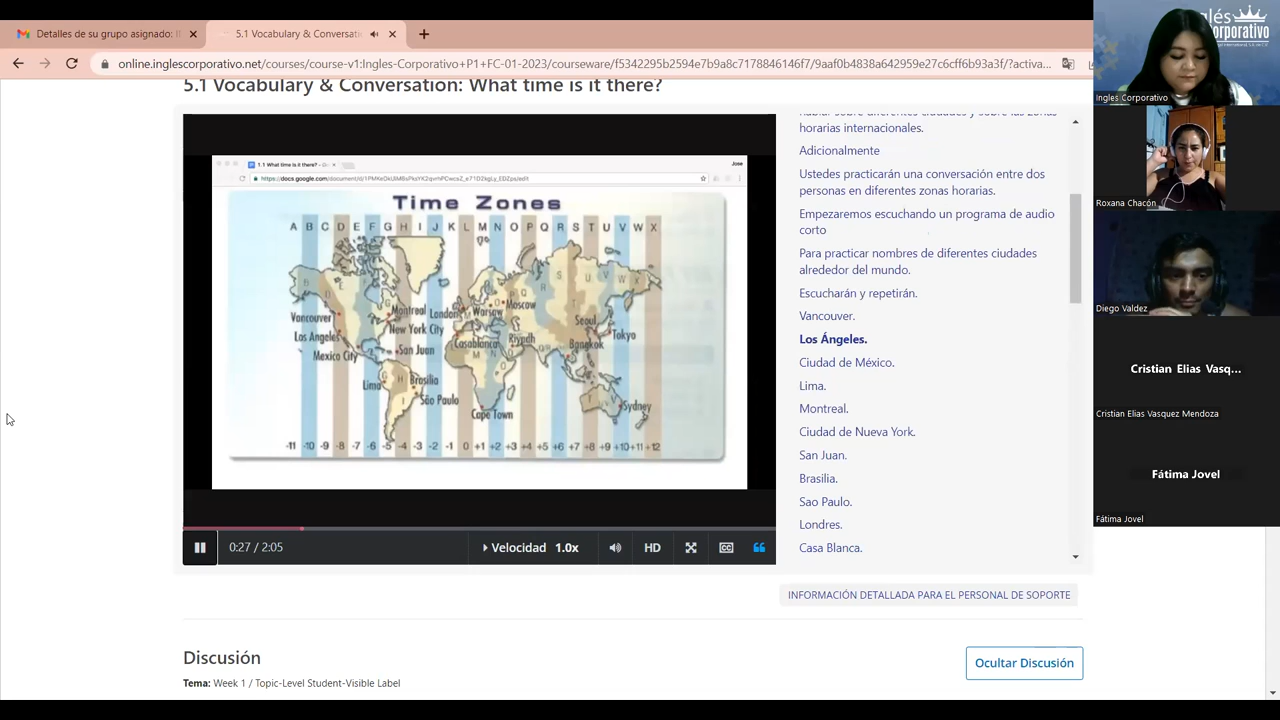 Detalles de su grupo asignado: I
5.1 Vocabulary & Conversati
online.inglescorporativo.net/courses/course-v1:Ingles-Corporativo+P1+FC-01-2023/courseware/f5342295b2594e7b9a8c7178846146f7/9aaf0b4838a642959e27c6cff6b93a3f/?activa...
5.1 Vocabulary & Conversation: What time is it there?
1.1 What time is it there? - G
Jose
Time Zones
A B C D E F G H I J K L M N O P Q R S T U V W X
Vancouver
Los Angeles
Mexico City
Montreal
New York City
San Juan
Lima
Brasilia
São Paulo
London
Warsaw
Moscow
Casablanca
Riyadh
Cape Town
Seoul
Tokyo
Bangkok
Sydney
-11 -10 -9 -8 -7 -6 -5 -4 -3 -2 -1 0 +1 +2 +3 +4 +5 +6 +7 +8 +9 +10 +11 +12
0:27 / 2:05
Velocidad 1.0x
HD
CC
Hablar sobre diferentes ciudades y sobre las zonas
horarias internacionales.
Adicionalmente
Ustedes practicarán una conversación entre dos
personas en diferentes zonas horarias.
Empezaremos escuchando un programa de audio
corto
Para practicar nombres de diferentes ciudades
alrededor del mundo.
Escucharán y repetirán.
Vancouver.
Los Ángeles.
Ciudad de México.
Lima.
Montreal.
Ciudad de Nueva York.
San Juan.
Brasilia.
Sao Paulo.
Londres.
Casa Blanca.
INFORMACIÓN DETALLADA PARA EL PERSONAL DE SOPORTE
Discusión
Tema: Week 1 / Topic-Level Student-Visible Label
Ocultar Discusión
Ingles Corporativo
Roxana Chacón
Diego Valdez
Cristian Elias Vasq...
Cristian Elias Vasquez Mendoza
Fátima Jovel
Fátima Jovel